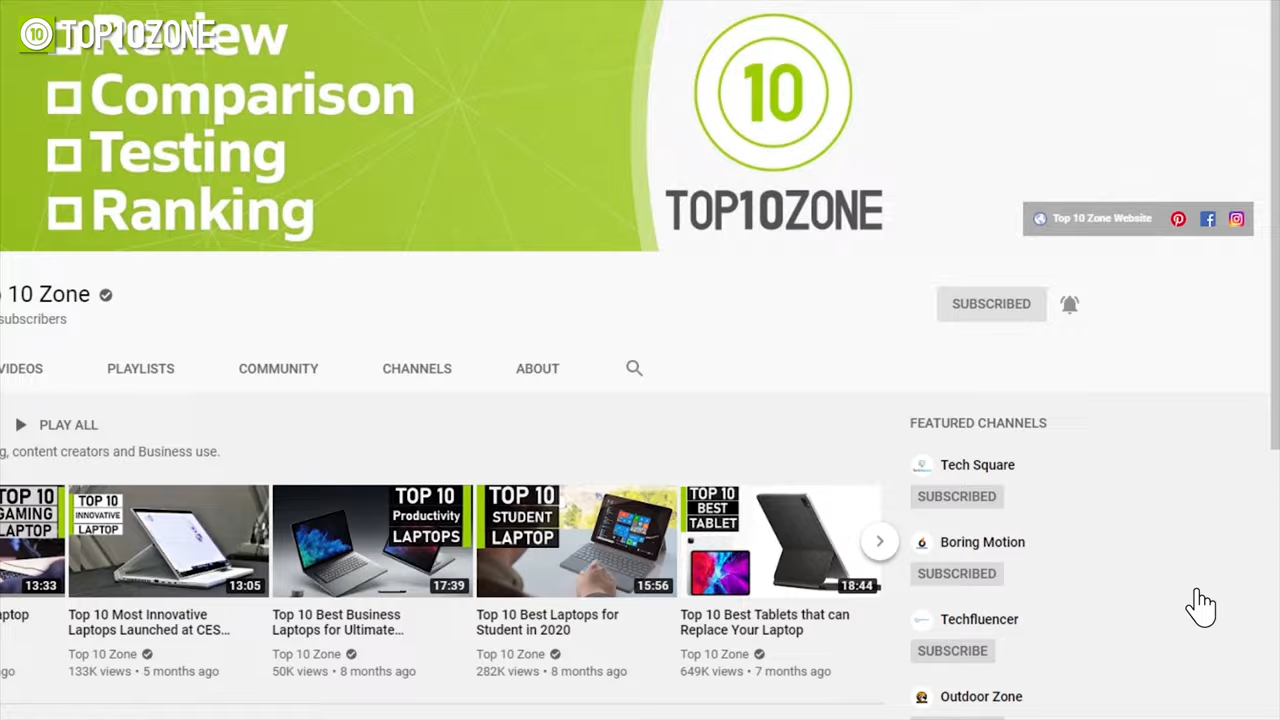 10 TOP10ZONE
Review
Comparison
Testing
Ranking
10
TOP10ZONE
Top 10 Zone Website
10 Zone
subscribers
SUBSCRIBED
VIDEOS
PLAYLISTS
COMMUNITY
CHANNELS
ABOUT
PLAY ALL
g, content creators and Business use.
FEATURED CHANNELS
Tech Square
SUBSCRIBED
Boring Motion
SUBSCRIBED
Techfluencer
SUBSCRIBE
Outdoor Zone
TOP 10
GAMING
LAPTOP
13:33
TOP 10
INNOVATIVE
LAPTOP
13:05
TOP 10
Productivity
LAPTOPS
17:39
TOP 10
STUDENT
LAPTOP
15:56
TOP 10
BEST
TABLET
18:44
aptop
go
Top 10 Most Innovative
Laptops Launched at CES...
Top 10 Zone
133K views • 5 months ago
Top 10 Best Business
Laptops for Ultimate...
Top 10 Zone
50K views • 8 months ago
Top 10 Best Laptops for
Student in 2020
Top 10 Zone
282K views • 8 months ago
Top 10 Best Tablets that can
Replace Your Laptop
Top 10 Zone
649K views • 7 months ago